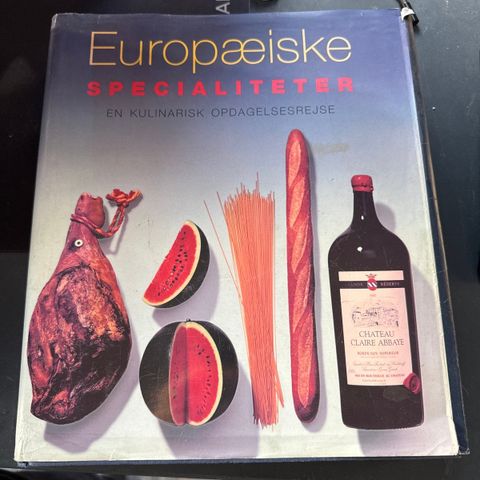 Europæiske
SPECIALITETER
EN KULINARISK OPDAGELSESREJSE
CHATEAU
CLAIRE ABBAYE